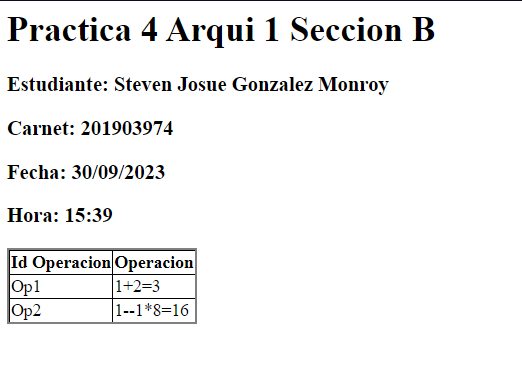 Practica 4 Arqui 1 Seccion B
Estudiante: Steven Josue Gonzalez Monroy
Carnet: 201903974
Fecha: 30/09/2023
Hora: 15:39
Id Operacion Operacion
Op1 1+2=3
Op2 1--1*8=16